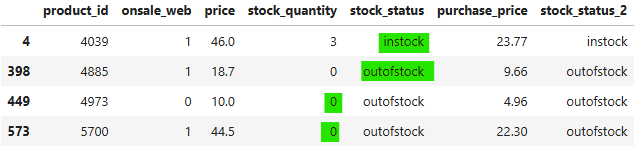 product_id onsale_web price stock_quantity stock_status purchase_price stock_status_2
4 4039 1 46.0 3 instock 23.77 instock
398 4885 1 18.7 0 outofstock 9.66 outofstock
449 4973 0 10.0 0 outofstock 4.96 outofstock
573 5700 1 44.5 0 outofstock 22.30 outofstock